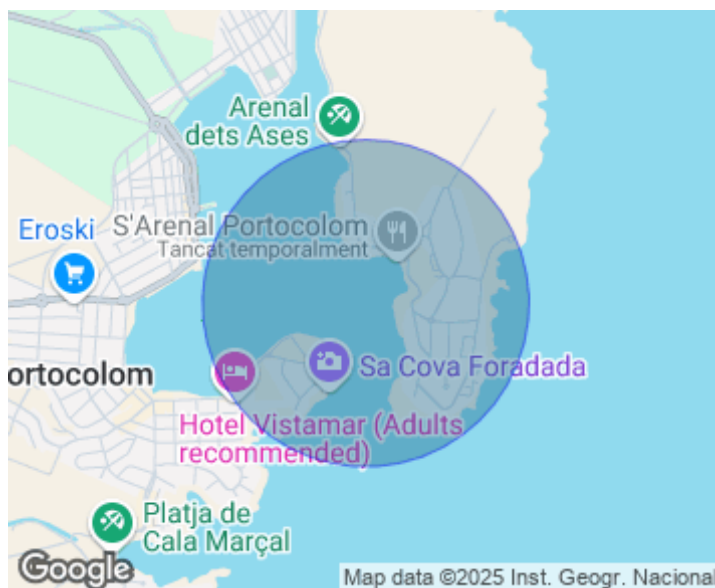 Arenal
dets Ases
S'Arenal Portocolom
Tancat temporalment
Eroski
ortocolom
Sa Cova Foradada
Hotel Vistamar (Adults
recommended)
Platja de
Cala Marçal
Google
Map data ©2025 Inst. Geogr. Nacional